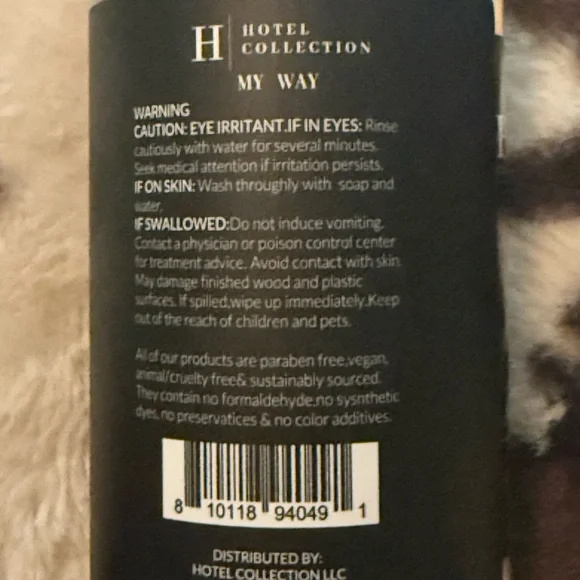 H HOTEL
COLLECTION
MY WAY
WARNING
CAUTION: EYE IRRITANT.IF IN EYES: Rinse
cautiously with water for several minutes.
Seek medical attention if irritation persists.
IF ON SKIN: Wash throughly with soap and
water.
IF SWALLOWED:Do not induce vomiting.
Contact a physician or poison control center
for treatment advice. Avoid contact with skin.
May damage finished wood and plastic
surfaces. If spilled,wipe up immediately.Keep
out of the reach of children and pets.
All of our products are paraben free,vegan,
animal/cruelty free& sustainably sourced.
They contain no formaldehyde,no sysnthetic
dyes, no preservatices & no color additives.
8 10118 94049 1
DISTRIBUTED BY:
HOTEL COLLECTION LLC